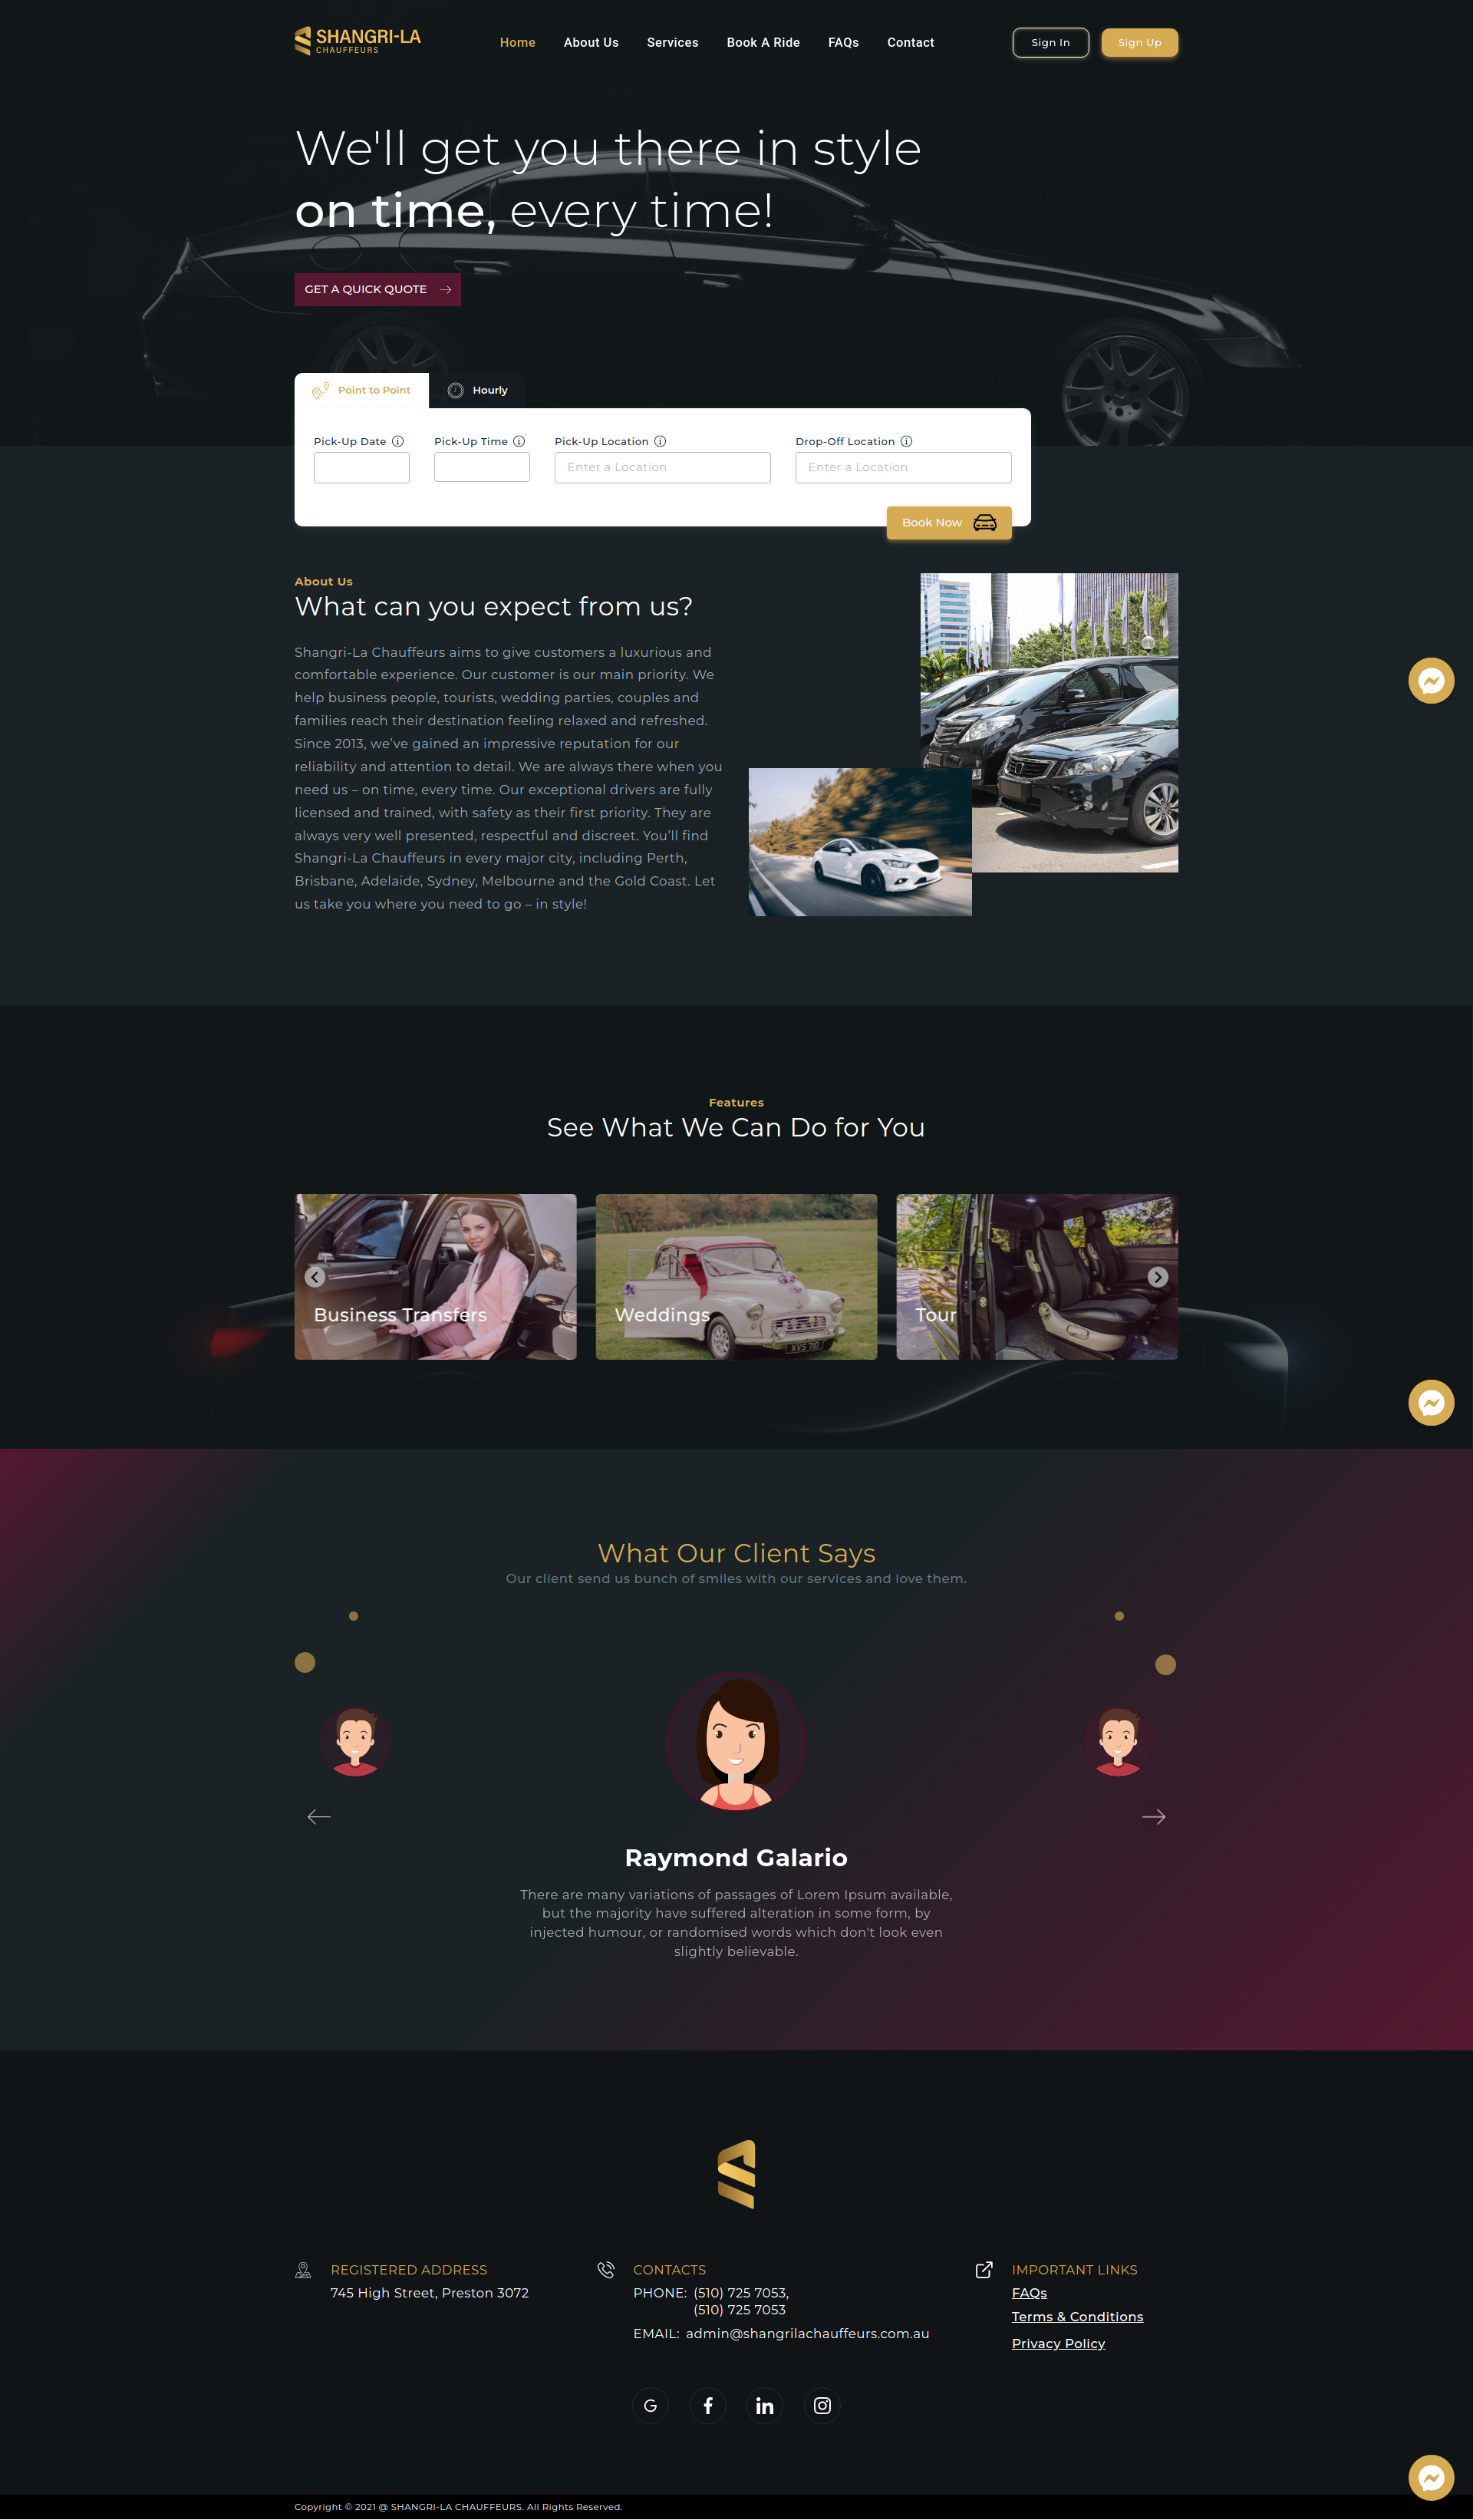 SHANGRI-LA
CHAUFFEURS
Home
About Us
Services
Book A Ride
FAQs
Contact
Sign In
Sign Up
We'll get you there in style
on time, every time!
GET A QUICK QUOTE
Point to Point
Hourly
Pick-Up Date
Pick-Up Time
Pick-Up Location
Drop-Off Location
Enter a Location
Enter a Location
Book Now
About Us
What can you expect from us?
Shangri-La Chauffeurs aims to give customers a luxurious and
comfortable experience. Our customer is our main priority. We
help business people, tourists, wedding parties, couples and
families reach their destination feeling relaxed and refreshed.
Since 2013, we’ve gained an impressive reputation for our
reliability and attention to detail. We are always there when you
need us – on time, every time. Our exceptional drivers are fully
licensed and trained, with safety as their first priority. They are
always very well presented, respectful and discreet. You’ll find
Shangri-La Chauffeurs in every major city, including Perth,
Brisbane, Adelaide, Sydney, Melbourne and the Gold Coast. Let
us take you where you need to go – in style!
Features
See What We Can Do for You
Business Transfers
Weddings
XVS 710
Tour
What Our Client Says
Our client send us bunch of smiles with our services and love them.
Raymond Galario
There are many variations of passages of Lorem Ipsum available,
but the majority have suffered alteration in some form, by
injected humour, or randomised words which don't look even
slightly believable.
REGISTERED ADDRESS
745 High Street, Preston 3072
CONTACTS
PHONE: (510) 725 7053,
(510) 725 7053
EMAIL: admin@shangrilachauffeurs.com.au
IMPORTANT LINKS
FAQs
Terms & Conditions
Privacy Policy
Copyright © 2021 @ SHANGRI-LA CHAUFFEURS. All Rights Reserved.